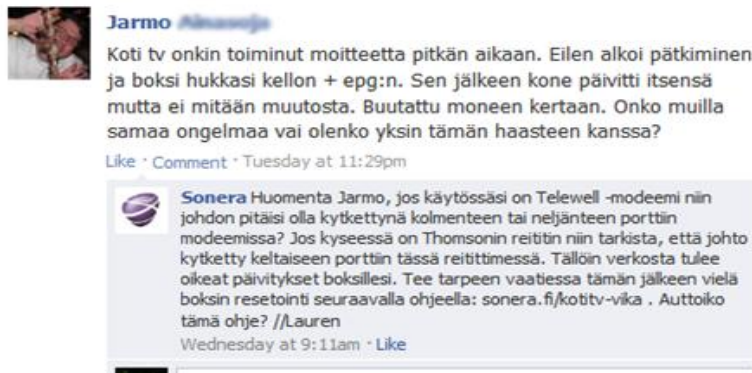 Jarmo
Koti tv onkin toiminut moitteetta pitkän aikaan. Eilen alkoi pätkiminen
ja boksi hukkasi kellon + epg:n. Sen jälkeen kone päivitti itsensä
mutta ei mitään muutosta. Buutattu moneen kertaan. Onko muilla
samaa ongelmaa vai olenko yksin tämän haasteen kanssa?
Like · Comment · Tuesday at 11:29pm
Sonera Huomenta Jarmo, jos käytössäsi on Telewell -modeemi niin
johdon pitäisi olla kytkettynä kolmenteen tai neljänteen porttiin
modeemissa? Jos kyseessä on Thomsonin reititin niin tarkista, että johto
kytketty keltaiseen porttiin tässä reitittimessä. Tällöin verkosta tulee
oikeat päivitykset boksillesi. Tee tarpeen vaatiessa tämän jälkeen vielä
boksin resetointi seuraavalla ohjeella: sonera.fi/kotitv-vika . Auttoiko
tämä ohje? //Lauren
Wednesday at 9:11am · Like